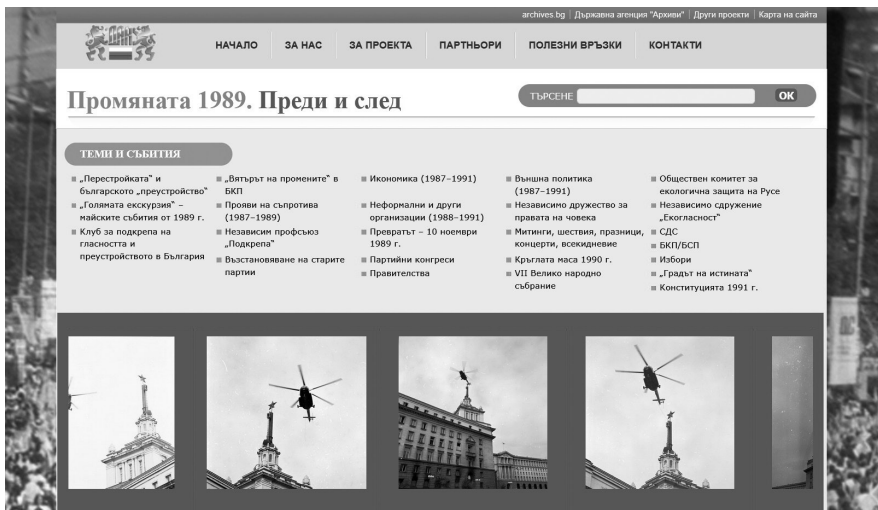 archives.bg | Държавна агенция "Архиви" | Други проекти | Карта на сайта
ДАА
НАЧАЛО ЗА НАС ЗА ПРОЕКТА ПАРТНЬОРИ ПОЛЕЗНИ ВРЪЗКИ КОНТАКТИ
Промяната 1989. Преди и след
ТЪРСЕНЕ OK
ТЕМИ И СЪБИТИЯ
„Перестройката“ и
българското „преустройство“
„Голямата екскурзия“ –
майските събития от 1989 г.
Клуб за подкрепа на
гласността и
преустройството в България
„Вятърът на промените“ в
БКП
Прояви на съпротива
(1987–1989)
Независим профсъюз
„Подкрепа“
Възстановяване на старите
партии
Икономика (1987–1991)
Неформални и други
организации (1988–1991)
Превратът – 10 ноември
1989 г.
Партийни конгреси
Правителства
Външна политика
(1987–1991)
Независимо дружество за
правата на човека
Митинги, шествия, празници,
концерти, всекидневие
Кръглата маса 1990 г.
VII Велико народно
събрание
Обществен комитет за
екологична защита на Русе
Независимо сдружение
„Екогласност“
СДС
БКП/БСП
Избори
„Градът на истината“
Конституцията 1991 г.